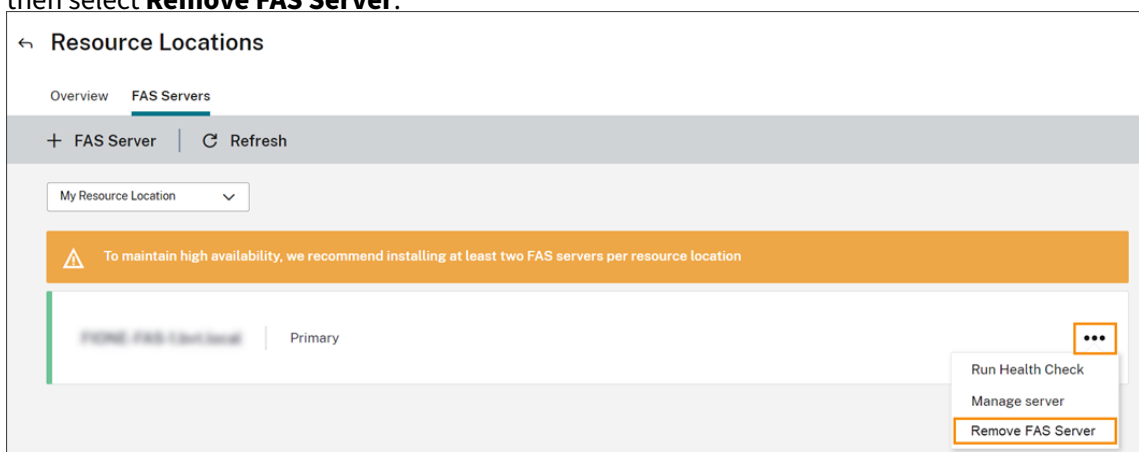 then select Remove FAS Server.
Resource Locations
Overview FAS Servers
+ FAS Server Refresh
My Resource Location
To maintain high availability, we recommend installing at least two FAS servers per resource location
Primary
Run Health Check
Manage server
Remove FAS Server